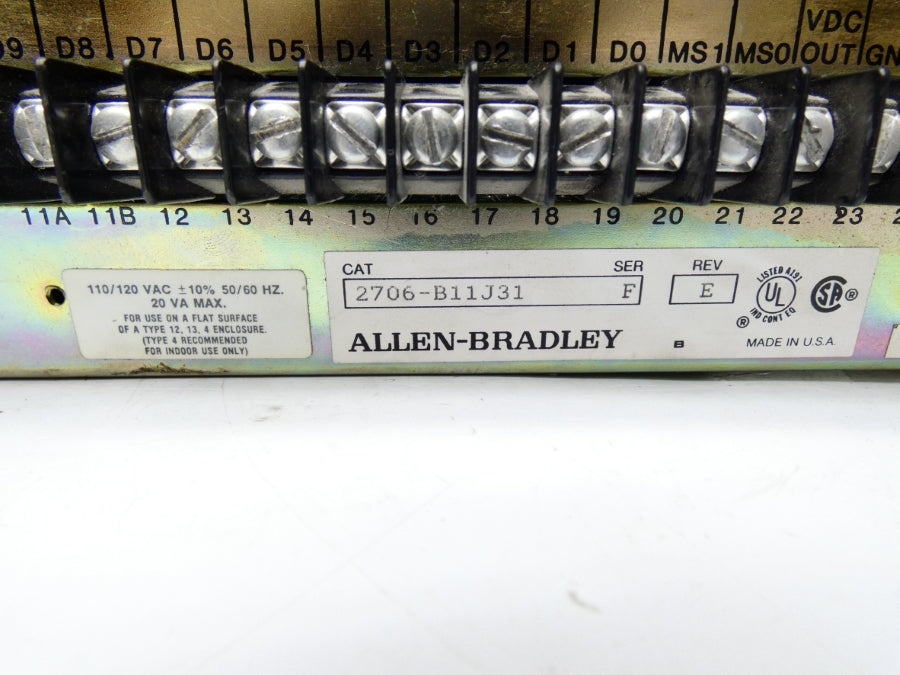 D9 D8 D7 D6 D5 D4 D3 D2 D1 D0 MS1 MS0 VDC OUT
11A 11B 12 13 14 15 16 17 18 19 20 21 22 23
CAT SER REV
2706-B11J31 F E
ALLEN-BRADLEY B
LISTED A191
UL
IND CONT EQ
®
SA ®
MADE IN U.S.A.
110/120 VAC ±10% 50/60 HZ.
20 VA MAX.
FOR USE ON A FLAT SURFACE
OF A TYPE 12, 13, 4 ENCLOSURE.
(TYPE 4 RECOMMENDED
FOR INDOOR USE ONLY)